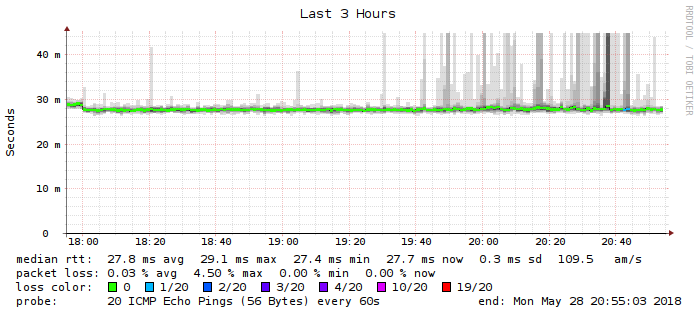 Last 3 Hours
RRDTOOL / TOBI OETIKER
Seconds
40 m
30 m
20 m
10 m
0
18:00 18:20 18:40 19:00 19:20 19:40 20:00 20:20 20:40
median rtt: 27.8 ms avg 29.1 ms max 27.4 ms min 27.7 ms now 0.3 ms sd 109.5 am/s
packet loss: 0.03 % avg 4.50 % max 0.00 % min 0.00 % now
loss color: 0 1/20 2/20 3/20 4/20 10/20 19/20
probe: 20 ICMP Echo Pings (56 Bytes) every 60s end: Mon May 28 20:55:03 2018